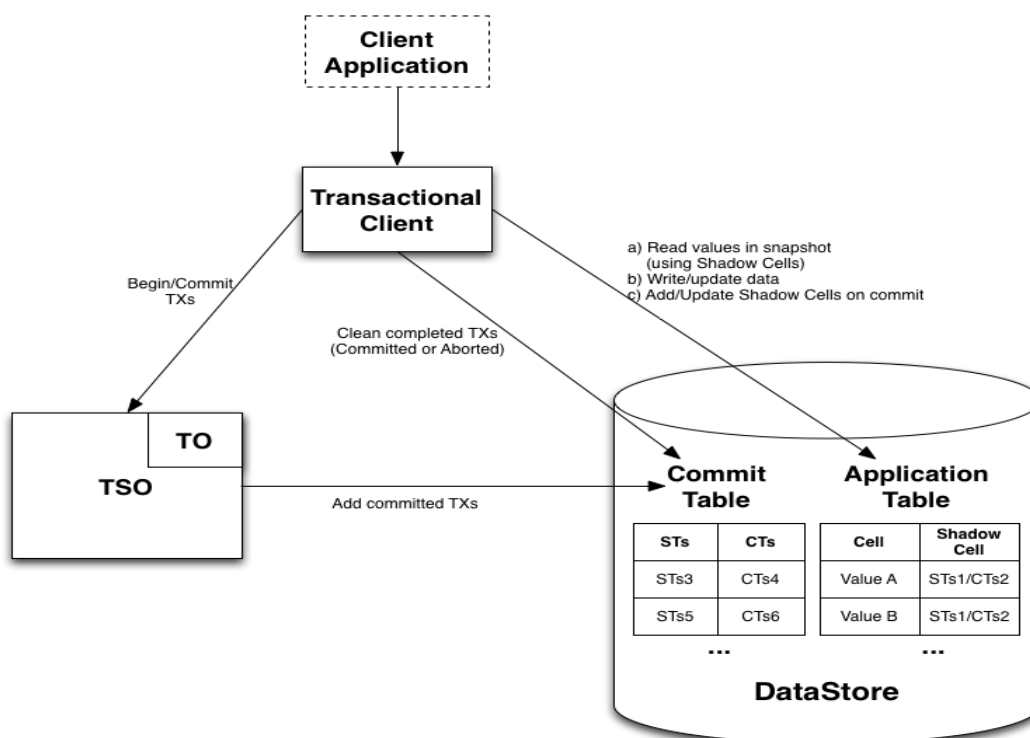 Client
Application
Transactional
Client
a) Read values in snapshot
(using Shadow Cells)
b) Write/update data
c) Add/Update Shadow Cells on commit
Begin/Commit
TXs
Clean completed TXs
(Committed or Aborted)
TO
TSO
Add committed TXs
Commit
Table
Application
Table
STs CTs
STs3 CTs4
STs5 CTs6
...
Cell Shadow
Cell
Value A STs1/CTs2
Value B STs1/CTs2
...
DataStore